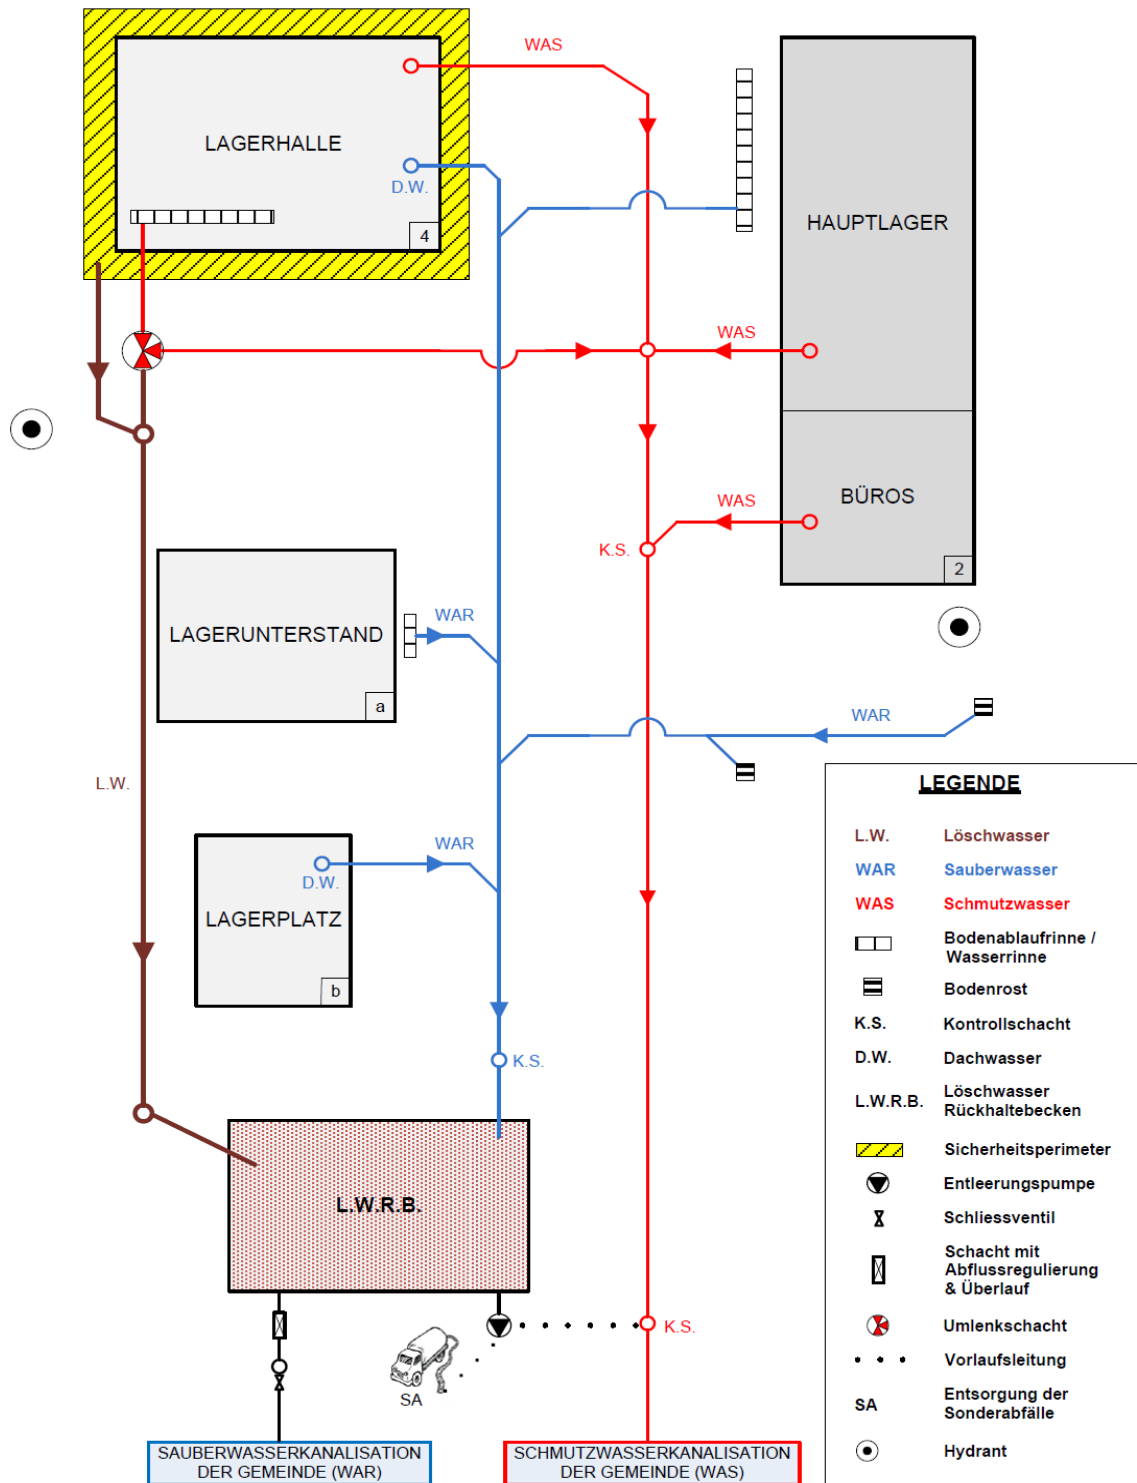 WAS
LAGERHALLE
D.W.
4
HAUPTLAGER
WAS
BÜROS
WAS
K.S.
2
LAGERUNTERSTAND
WAR
a
WAR
L.W.
WAR
D.W.
LAGERPLATZ
b
K.S.
L.W.R.B.
K.S.
SA
SAUBERWASSERKANALISATION
DER GEMEINDE (WAR)
SCHMUTZWASSERKANALISATION
DER GEMEINDE (WAS)
LEGENDE
L.W. Löschwasser
WAR Sauberwasser
WAS Schmutzwasser
Bodenablaufrinne /
Wasserrinne
Bodenrost
K.S. Kontrollschacht
D.W. Dachwasser
L.W.R.B. Löschwasser
Rückhaltebecken
Sicherheitsperimeter
Entleerungspumpe
Schliessventil
Schacht mit
Abflussregulierung
& Überlauf
Umlenkschacht
Vorlaufsleitung
SA Entsorgung der
Sonderabfälle
Hydrant